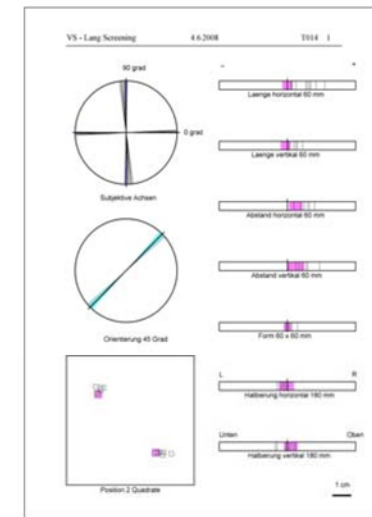 VS - Lang Screening 4.6.2008 T014 1
90 grad
0 grad
Subjektive Achsen
Orientierung 45 Grad
Position 2 Quadrate
- +
Laenge horizontal 60 mm
Laenge vertikal 60 mm
Abstand horizontal 60 mm
Abstand vertikal 60 mm
Form 60 x 60 mm
L R
Halbierung horizontal 180 mm
Unten Oben
Halbierung vertikal 180 mm
1 cm